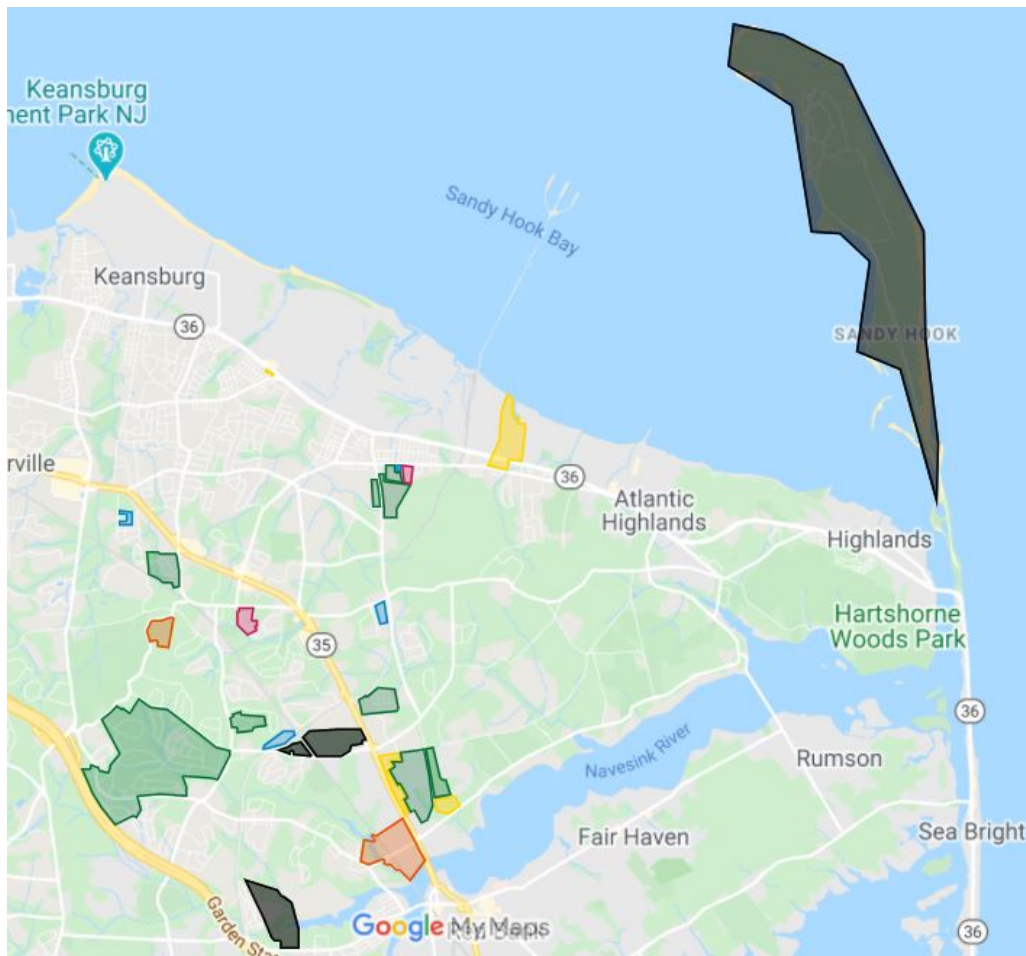 Keansburg
nent Park NJ
Sandy Hook Bay
Keansburg
36
SANDY HOOK
rville
36
Atlantic
Highlands
Highlands
Hartshorne
Woods Park
35
36
Navesink River
Rumson
Fair Haven
Sea Bright
Garden Sta
Google My Maps
36